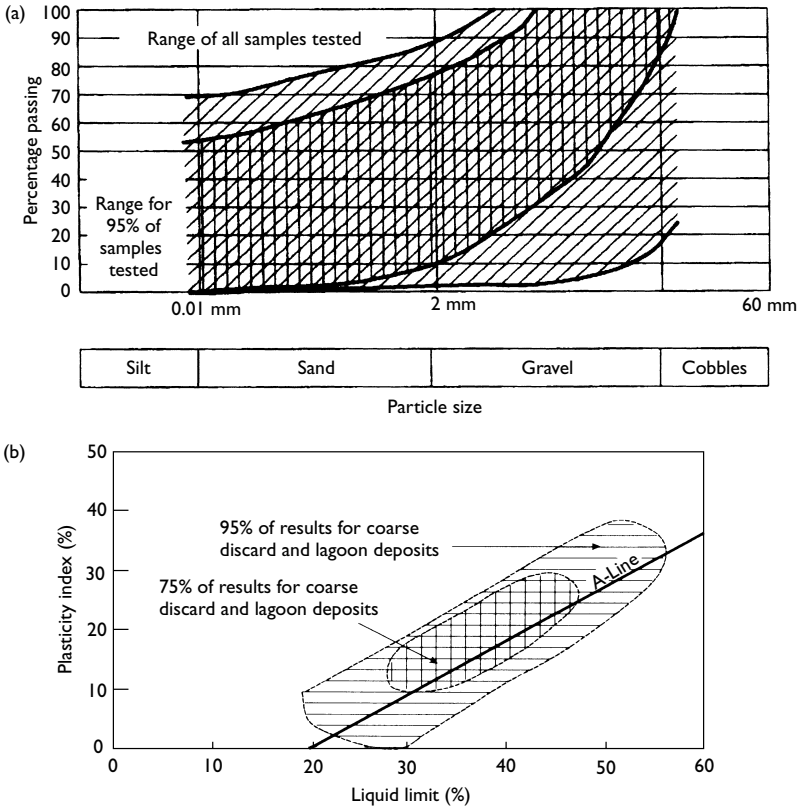 (a)
100
90
80
70
60
50
40
30
20
10
0
Percentage passing
Range of all samples tested
Range for
95% of
samples
tested
0.01 mm
2 mm
60 mm
Silt
Sand
Gravel
Cobbles
Particle size
(b)
50
40
30
20
10
0
Plasticity index (%)
95% of results for coarse
discard and lagoon deposits
75% of results for coarse
discard and lagoon deposits
A-Line
0
10
20
30
40
50
60
Liquid limit (%)